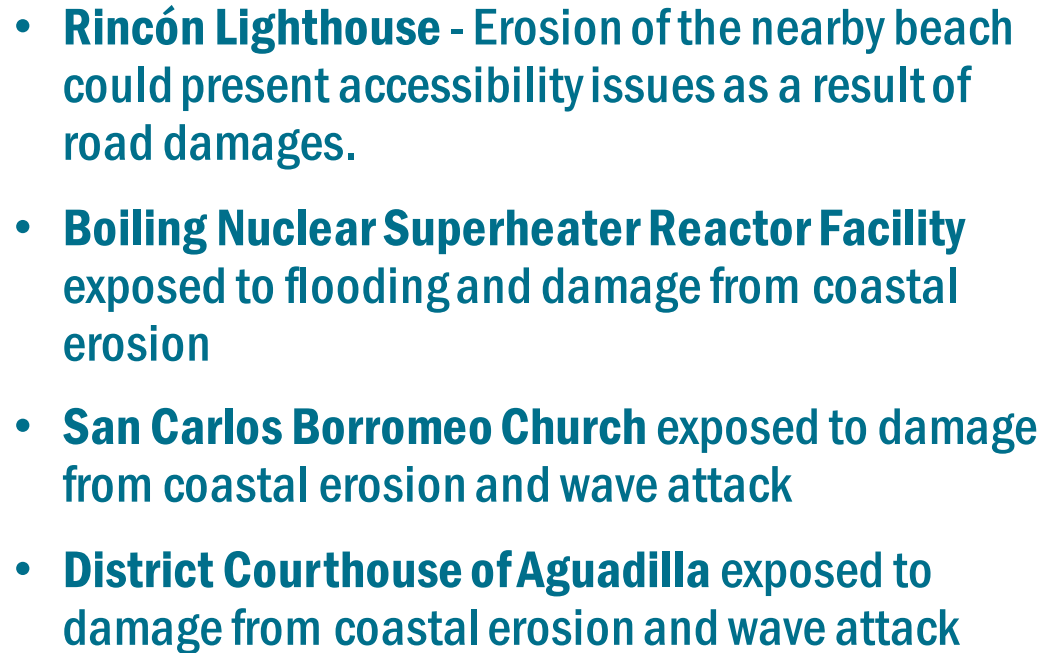 • Rincón Lighthouse - Erosion of the nearby beach
could present accessibility issues as a result of
road damages.
• Boiling Nuclear Superheater Reactor Facility
exposed to flooding and damage from coastal
erosion
• San Carlos Borromeo Church exposed to damage
from coastal erosion and wave attack
• District Courthouse of Aguadilla exposed to
damage from coastal erosion and wave attack